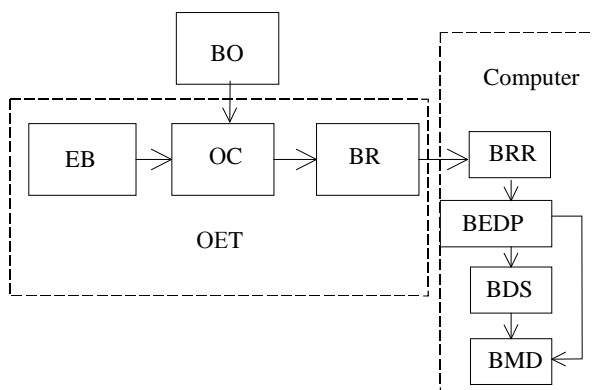 BO
Computer
EB
OC
BR
BRR
OET
BEDP
BDS
BMD